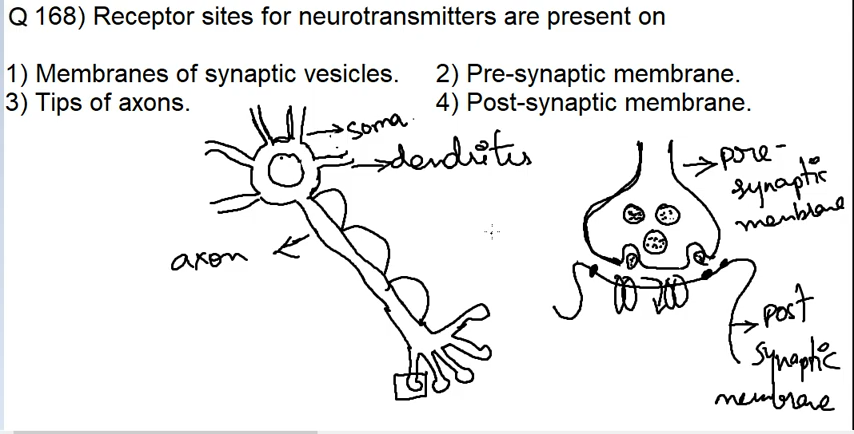 Q 168) Receptor sites for neurotransmitters are present on
1) Membranes of synaptic vesicles. 2) Pre-synaptic membrane.
3) Tips of axons. 4) Post-synaptic membrane.
soma
dendrites
axon
pre-
synaptic
membrane
post
synaptic
membrane